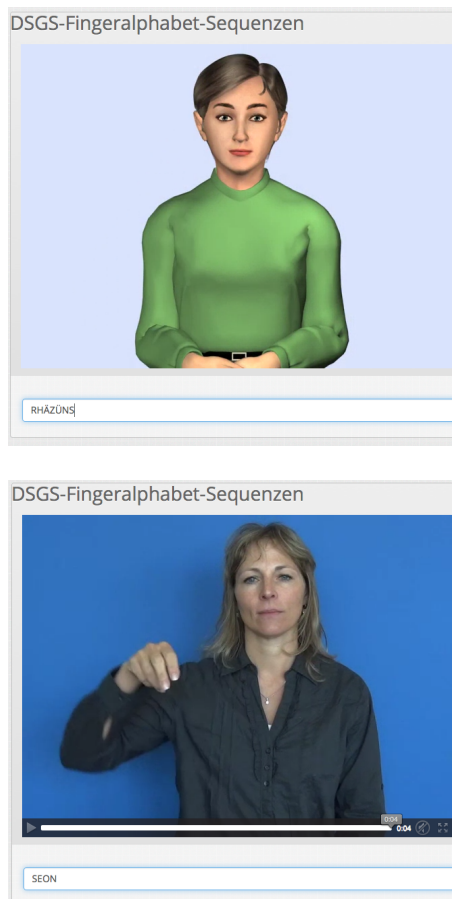 DSGS-Fingeralphabet-Sequenzen
RHÄZÜNS
DSGS-Fingeralphabet-Sequenzen
0:04
0:04
SEON